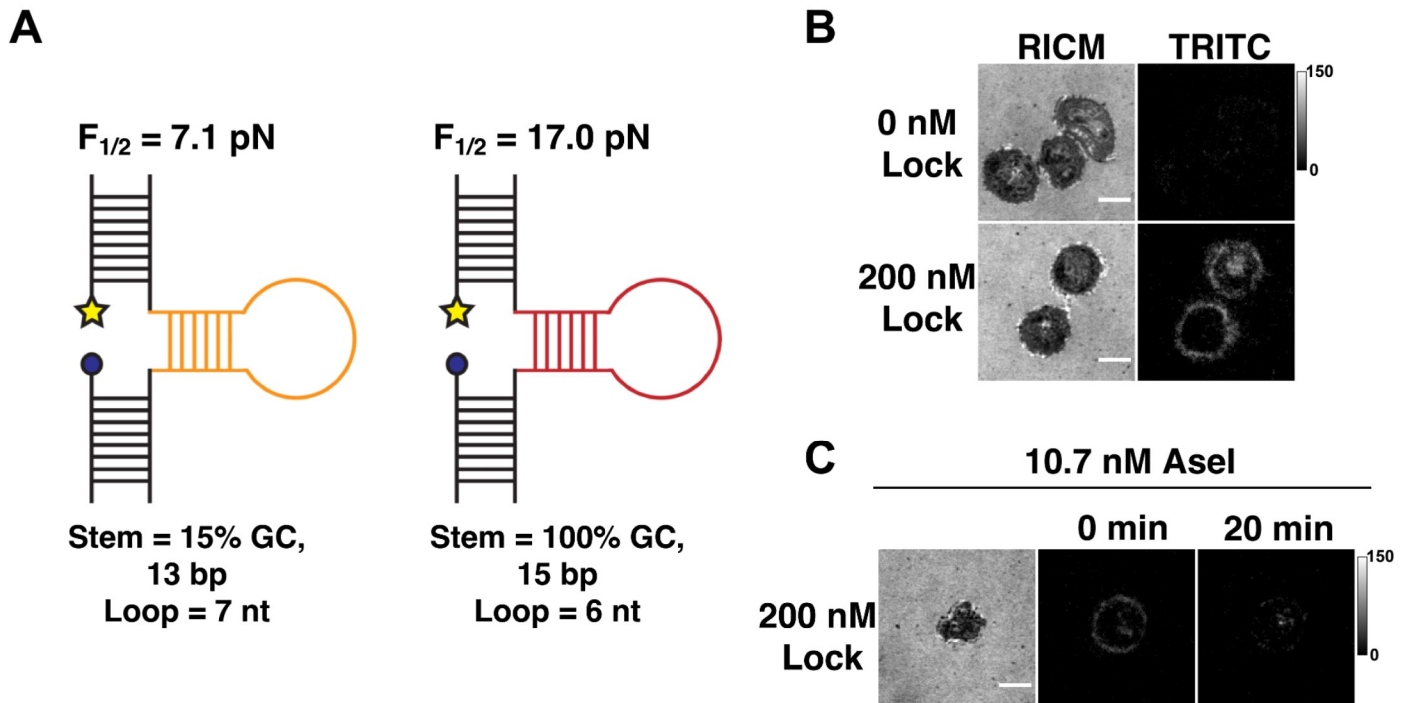 A
F1/2 = 7.1 pN
F1/2 = 17.0 pN
Stem = 15% GC,
13 bp
Loop = 7 nt
Stem = 100% GC,
15 bp
Loop = 6 nt
B
RICM
TRITC
0 nM
Lock
150
0
200 nM
Lock
C
10.7 nM AseI
0 min
20 min
200 nM
Lock
150
0